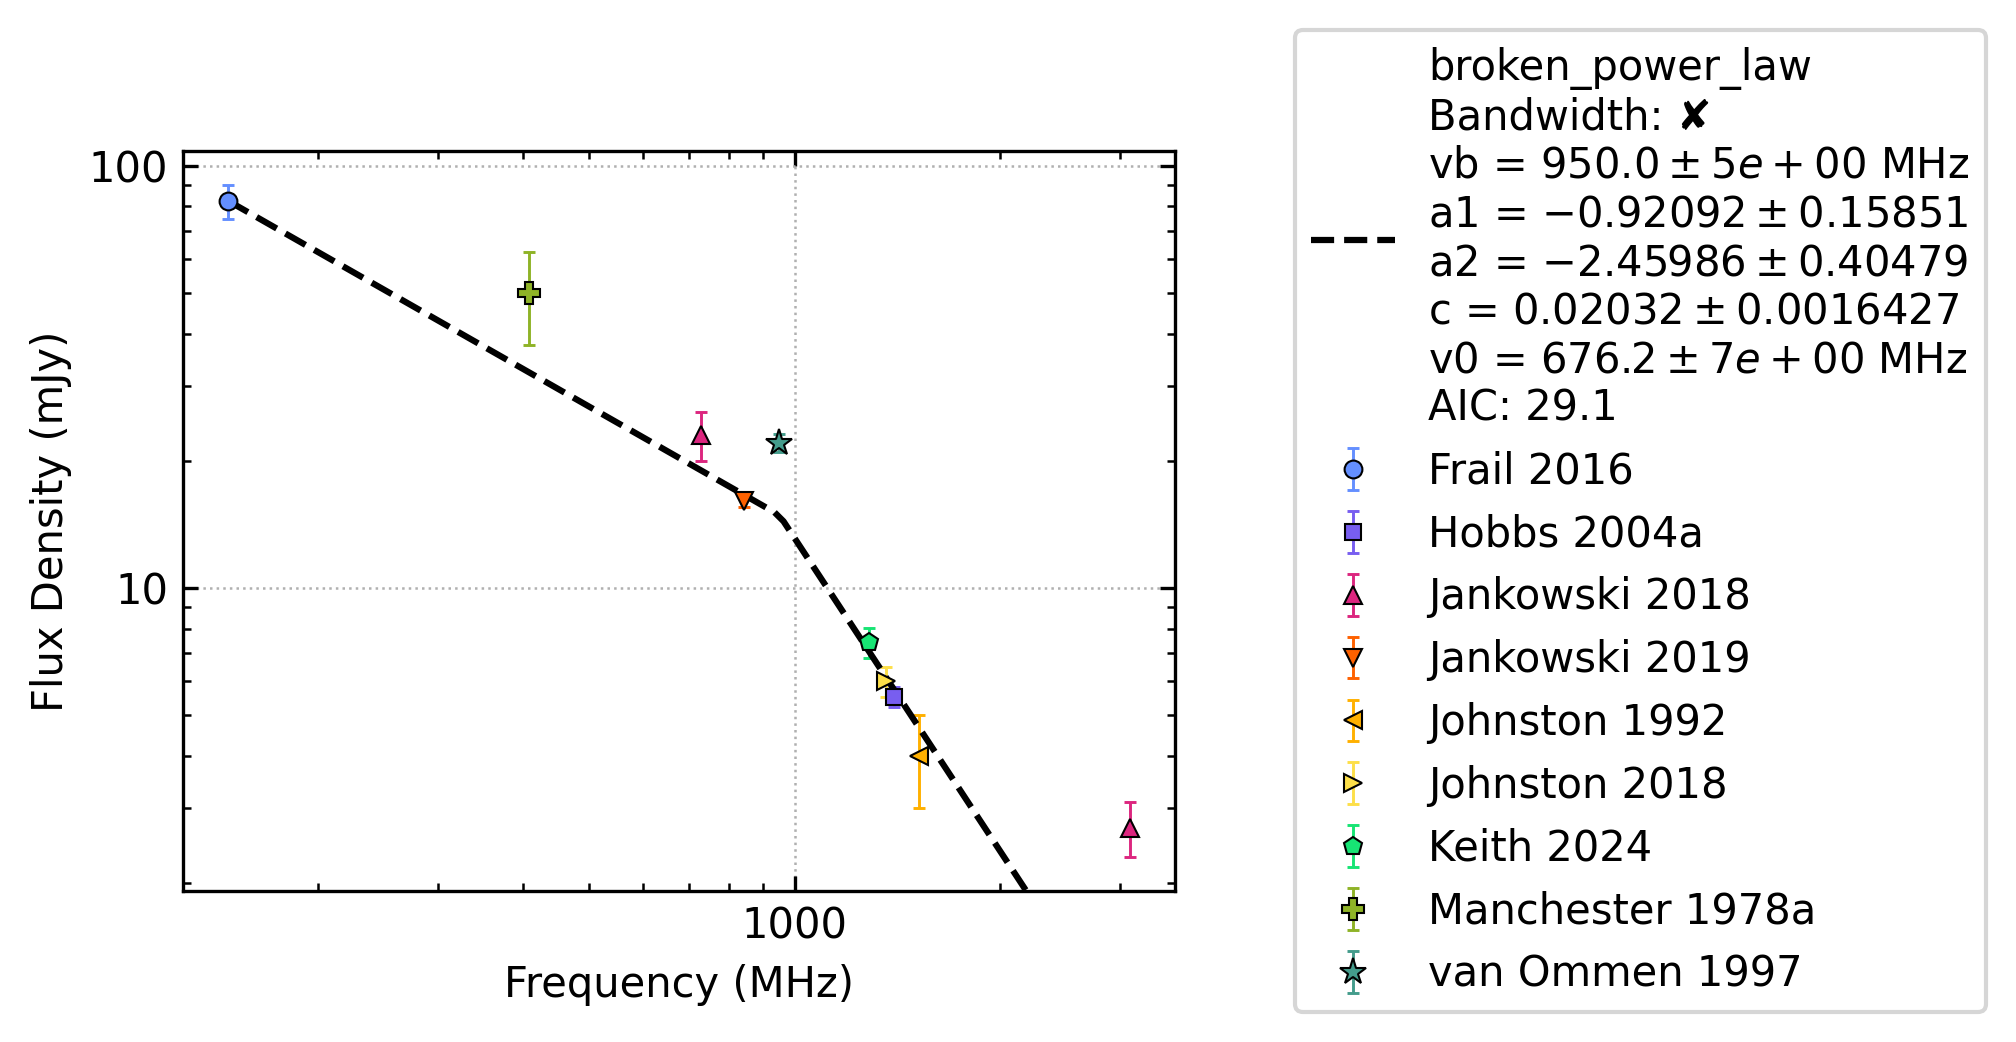 100
10
Flux Density (mJy)
1000
Frequency (MHz)
broken_power_law
Bandwidth: ✘
vb = 950.0 ± 5e + 00 MHz
a1 = −0.92092 ± 0.15851
a2 = −2.45986 ± 0.40479
c = 0.02032 ± 0.0016427
v0 = 676.2 ± 7e + 00 MHz
AIC: 29.1
Frail 2016
Hobbs 2004a
Jankowski 2018
Jankowski 2019
Johnston 1992
Johnston 2018
Keith 2024
Manchester 1978a
van Ommen 1997